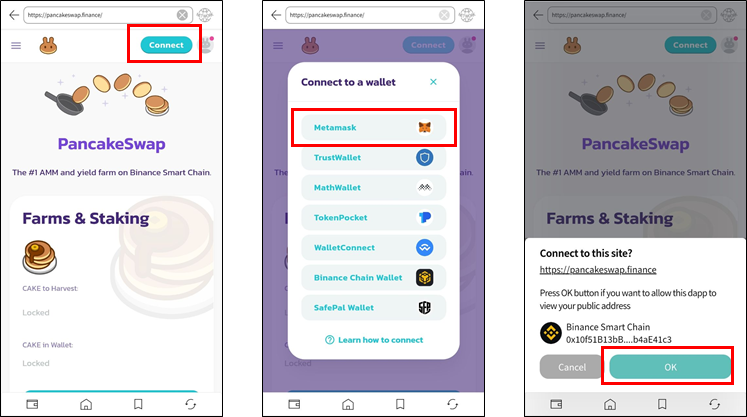 https://pancakeswap.finance/
Connect
PancakeSwap
The #1 AMM and yield farm on Binance Smart Chain.
Farms & Staking
CAKE to Harvest:
Locked
CAKE in Wallet:
Locked
https://pancakeswap.finance/
Connect
Connect to a wallet
Metamask
TrustWallet
MathWallet
TokenPocket
WalletConnect
Binance Chain Wallet
SafePal Wallet
Learn how to connect
https://pancakeswap.finance/
Connect
PancakeSwap
The #1 AMM and yield farm on Binance Smart Chain.
Farms & Staking
Connect to this site?
https://pancakeswap.finance
Press OK button if you want to allow this dapp to
view your public address
Binance Smart Chain
0x10f51B13bB....b4aE41c3
Cancel
OK